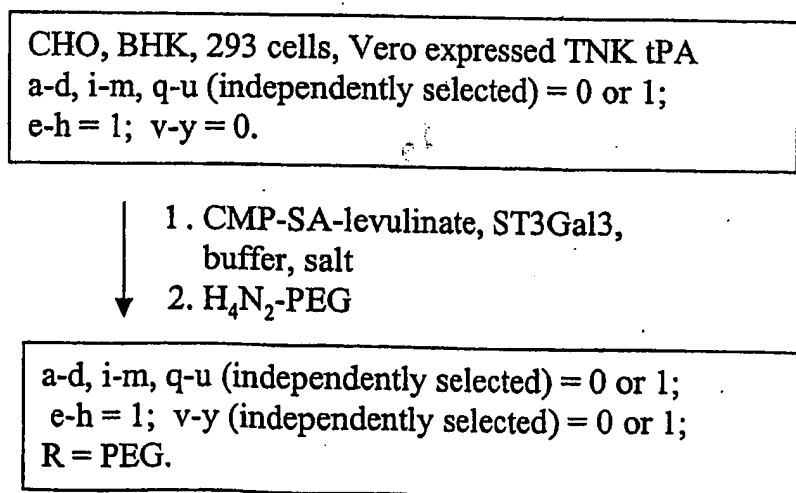 CHO, BHK, 293 cells, Vero expressed TNK tPA
a-d, i-m, q-u (independently selected) = 0 or 1;
e-h = 1; v-y = 0.
1. CMP-SA-levulinate, ST3Gal3,
buffer, salt
2. H₄N₂-PEG
a-d, i-m, q-u (independently selected) = 0 or 1;
e-h = 1; v-y (independently selected) = 0 or 1;
R = PEG.